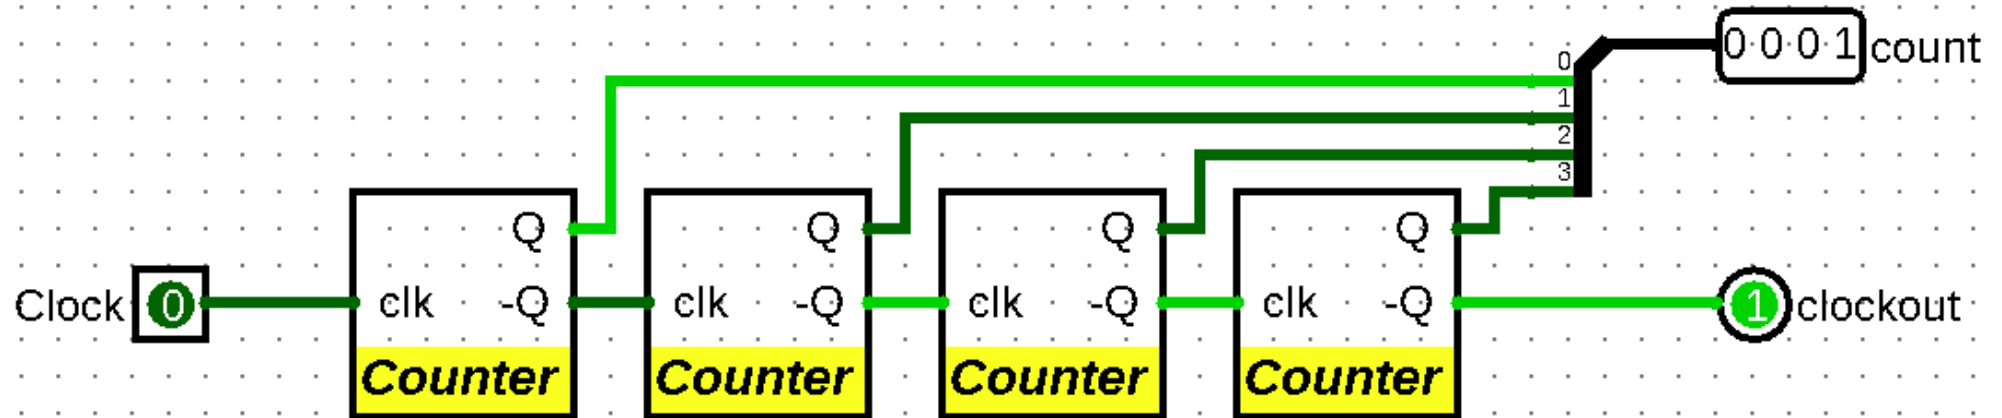 0 0 0 1 count
0
1
2
3
Q Q Q Q
Clock 0 clk -Q clk -Q clk -Q clk -Q 1 clockout
Counter Counter Counter Counter